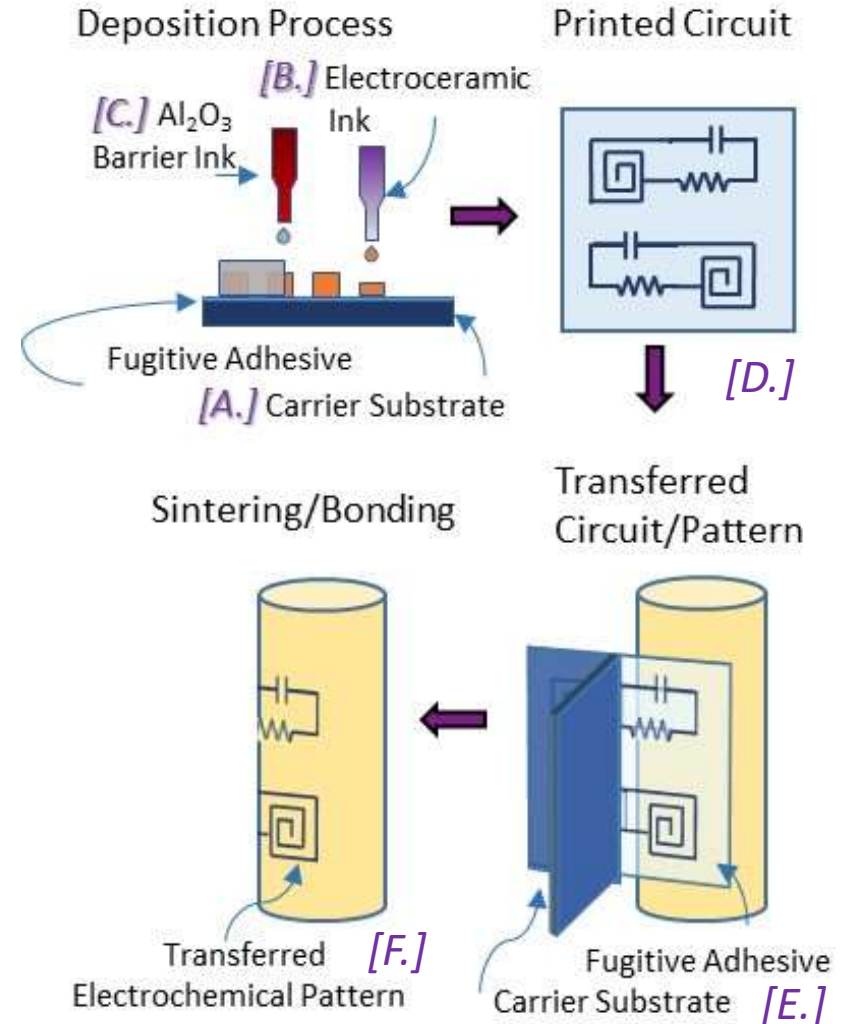 Deposition Process
Printed Circuit
[B.] Electroceramic
Ink
[C.] Al₂O₃
Barrier Ink
Fugitive Adhesive
[A.] Carrier Substrate
[D.]
Transferred
Circuit/Pattern
Sintering/Bonding
Transferred
Electrochemical Pattern
[F.]
Fugitive Adhesive
Carrier Substrate
[E.]